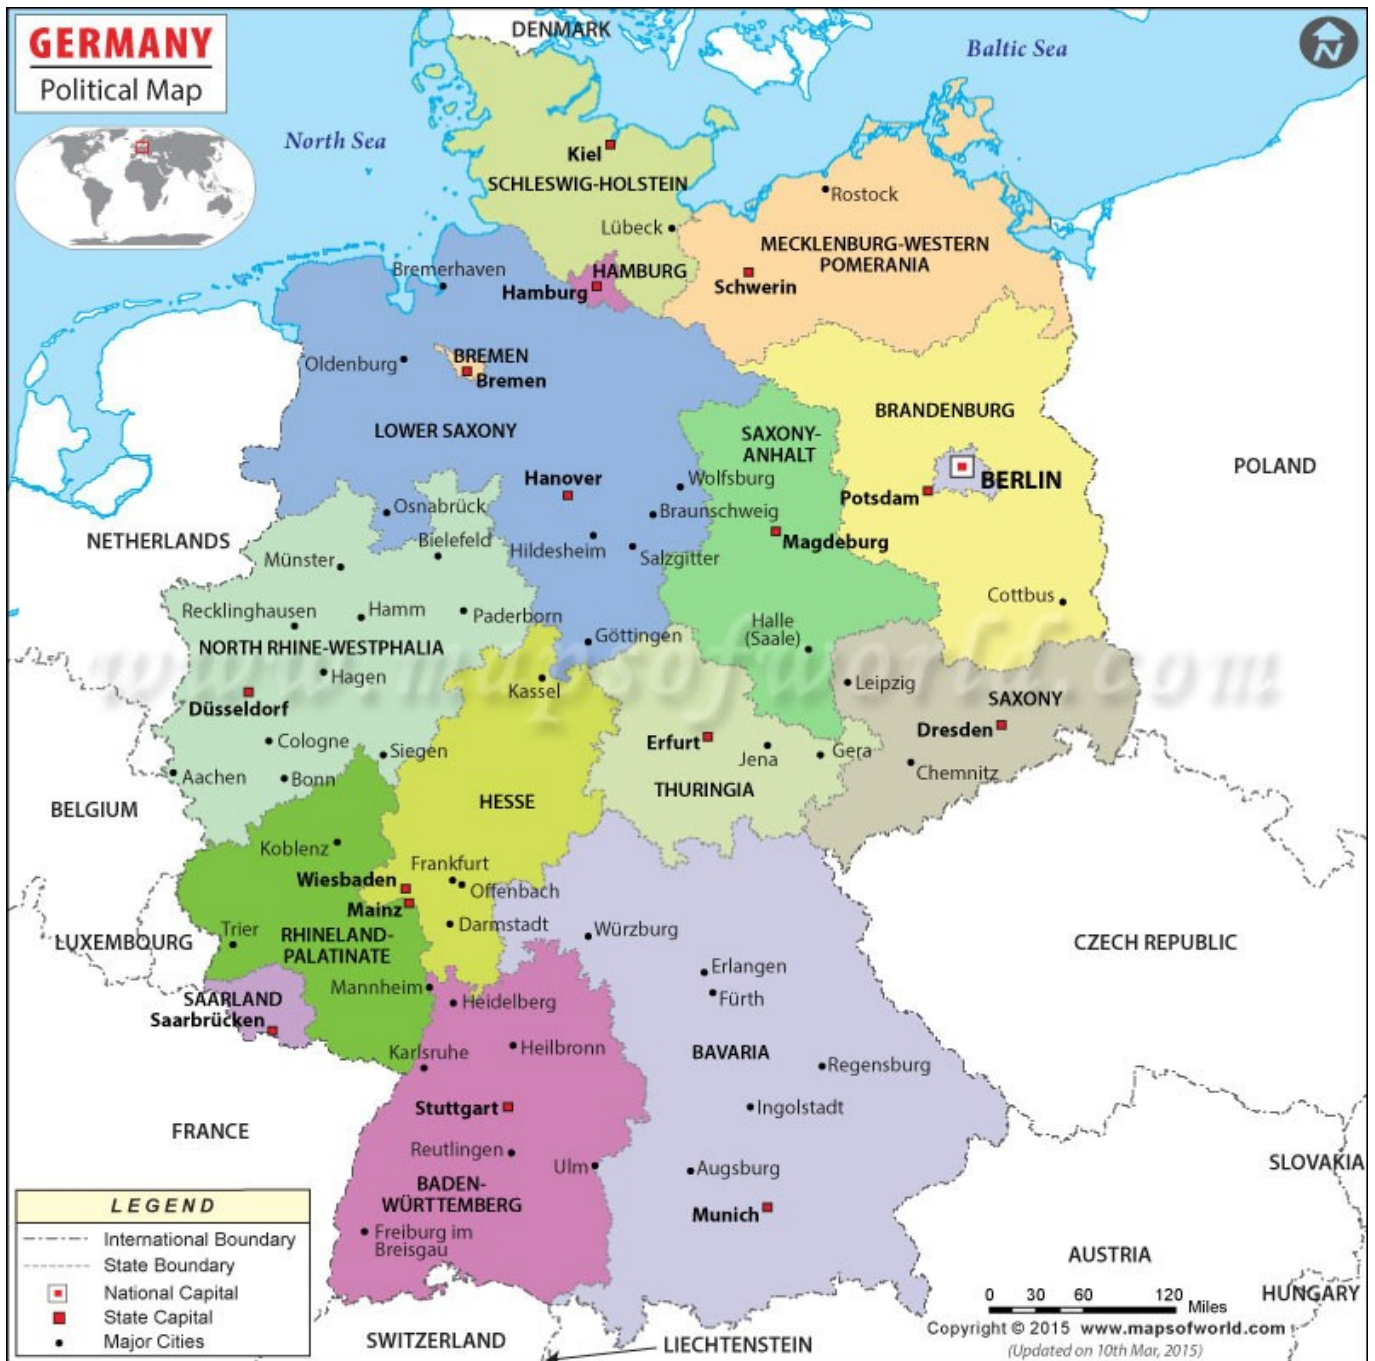 GERMANY
Political Map
DENMARK
Baltic Sea
N
North Sea
Kiel
SCHLESWIG-HOLSTEIN
Rostock
Lübeck
MECKLENBURG-WESTERN
POMERANIA
Bremerhaven
HAMBURG
Hamburg
Schwerin
Oldenburg
BREMEN
Bremen
BRANDENBURG
LOWER SAXONY
SAXONY-
ANHALT
POLAND
Hanover
Wolfsburg
BERLIN
Potsdam
Osnabrück
Braunschweig
NETHERLANDS
Bielefeld
Hildesheim
Magdeburg
Münster
Salzgitter
Cottbus
Recklinghausen
Hamm
Paderborn
Halle
(Saale)
Göttingen
NORTH RHINE-WESTPHALIA
www.mapsofworld.com
Hagen
Kassel
Leipzig
SAXONY
Düsseldorf
Dresden
Cologne
Erfurt
Siegen
Jena
Gera
Aachen
Bonn
Chemnitz
THURINGIA
HESSE
BELGIUM
Koblenz
Frankfurt
Wiesbaden
Offenbach
Mainz
Darmstadt
Trier
RHINELAND-
PALATINATE
Würzburg
LUXEMBOURG
CZECH REPUBLIC
Erlangen
Mannheim
Fürth
SAARLAND
Heidelberg
Saarbrücken
Karlsruhe
Heilbronn
BAVARIA
Regensburg
Stuttgart
Ingolstadt
FRANCE
Reutlingen
Ulm
Augsburg
SLOVAKIA
BADEN-
WÜRTTEMBERG
Munich
Freiburg im
Breisgau
AUSTRIA
HUNGARY
SWITZERLAND
LIECHTENSTEIN
LEGEND
International Boundary
State Boundary
National Capital
State Capital
Major Cities
0 30 60 120
Miles
Copyright © 2015 www.mapsofworld.com
(Updated on 10th Mar, 2015)